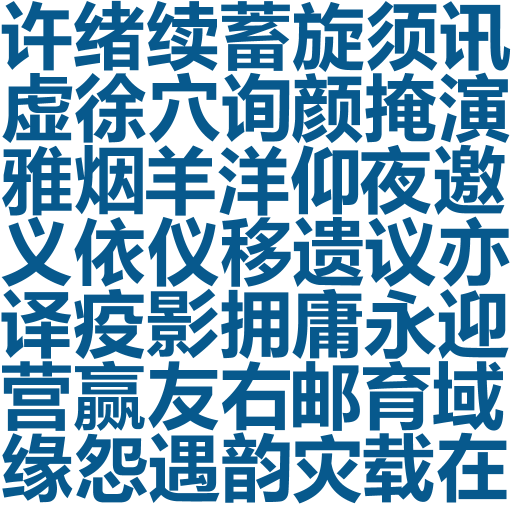 许绪续蓄旋须讯
虚徐穴询颜掩演
雅烟羊洋仰夜邀
义依仪移遗议亦
译疫影拥庸永迎
营赢友右邮育域
缘怨遇韵灾载在